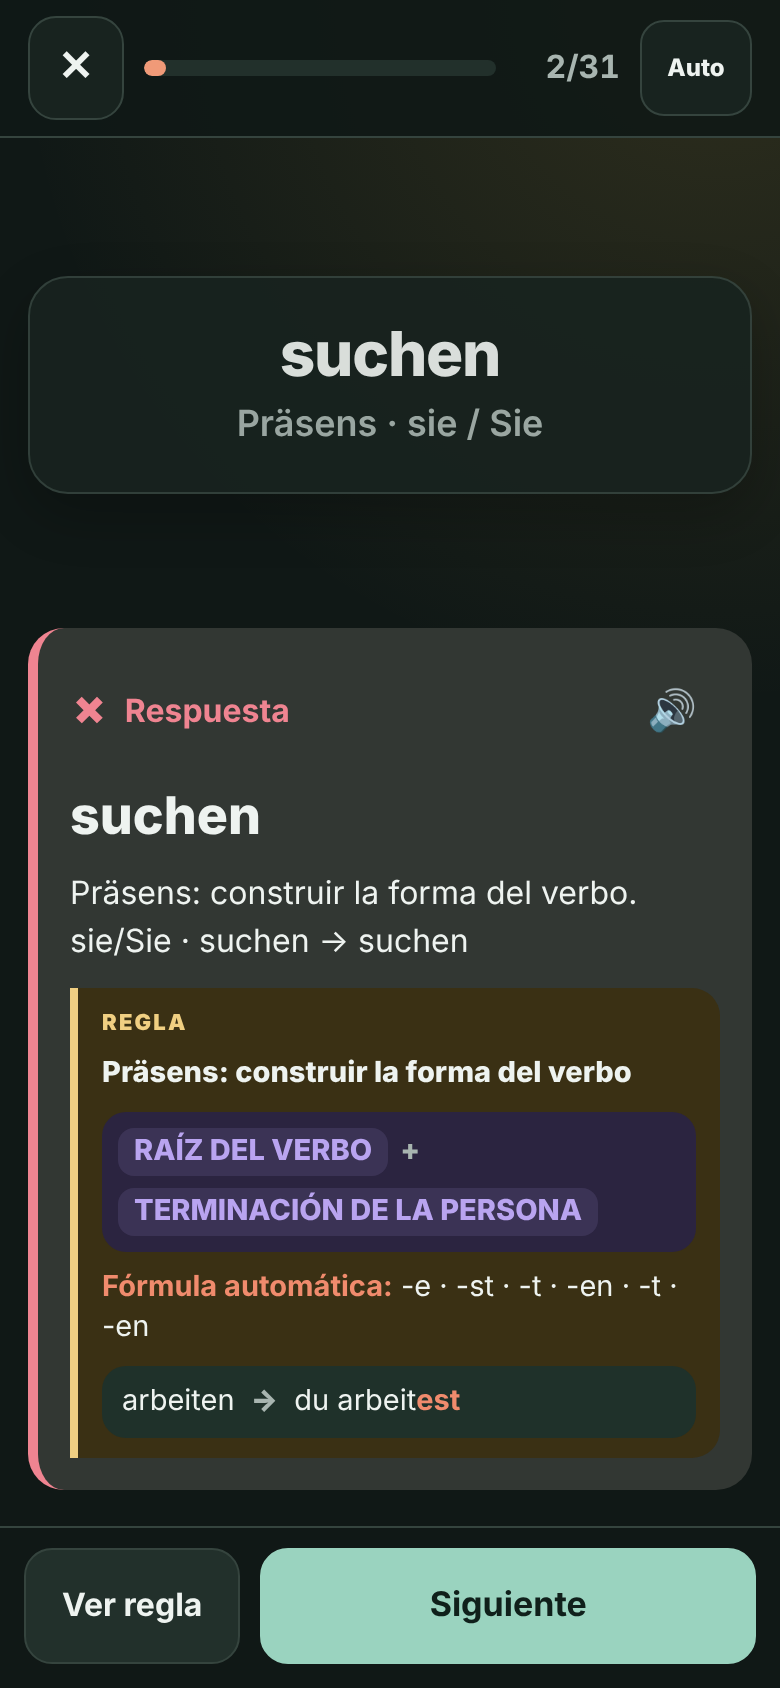 ✕
2/31
Auto
suchen
Präsens · sie / Sie
✖ Respuesta
suchen
Präsens: construir la forma del verbo.
sie/Sie · suchen → suchen
REGLA
Präsens: construir la forma del verbo
RAÍZ DEL VERBO +
TERMINACIÓN DE LA PERSONA
Fórmula automática: -e · -st · -t · -en · -t ·
-en
arbeiten → du arbeitest
Ver regla
Siguiente